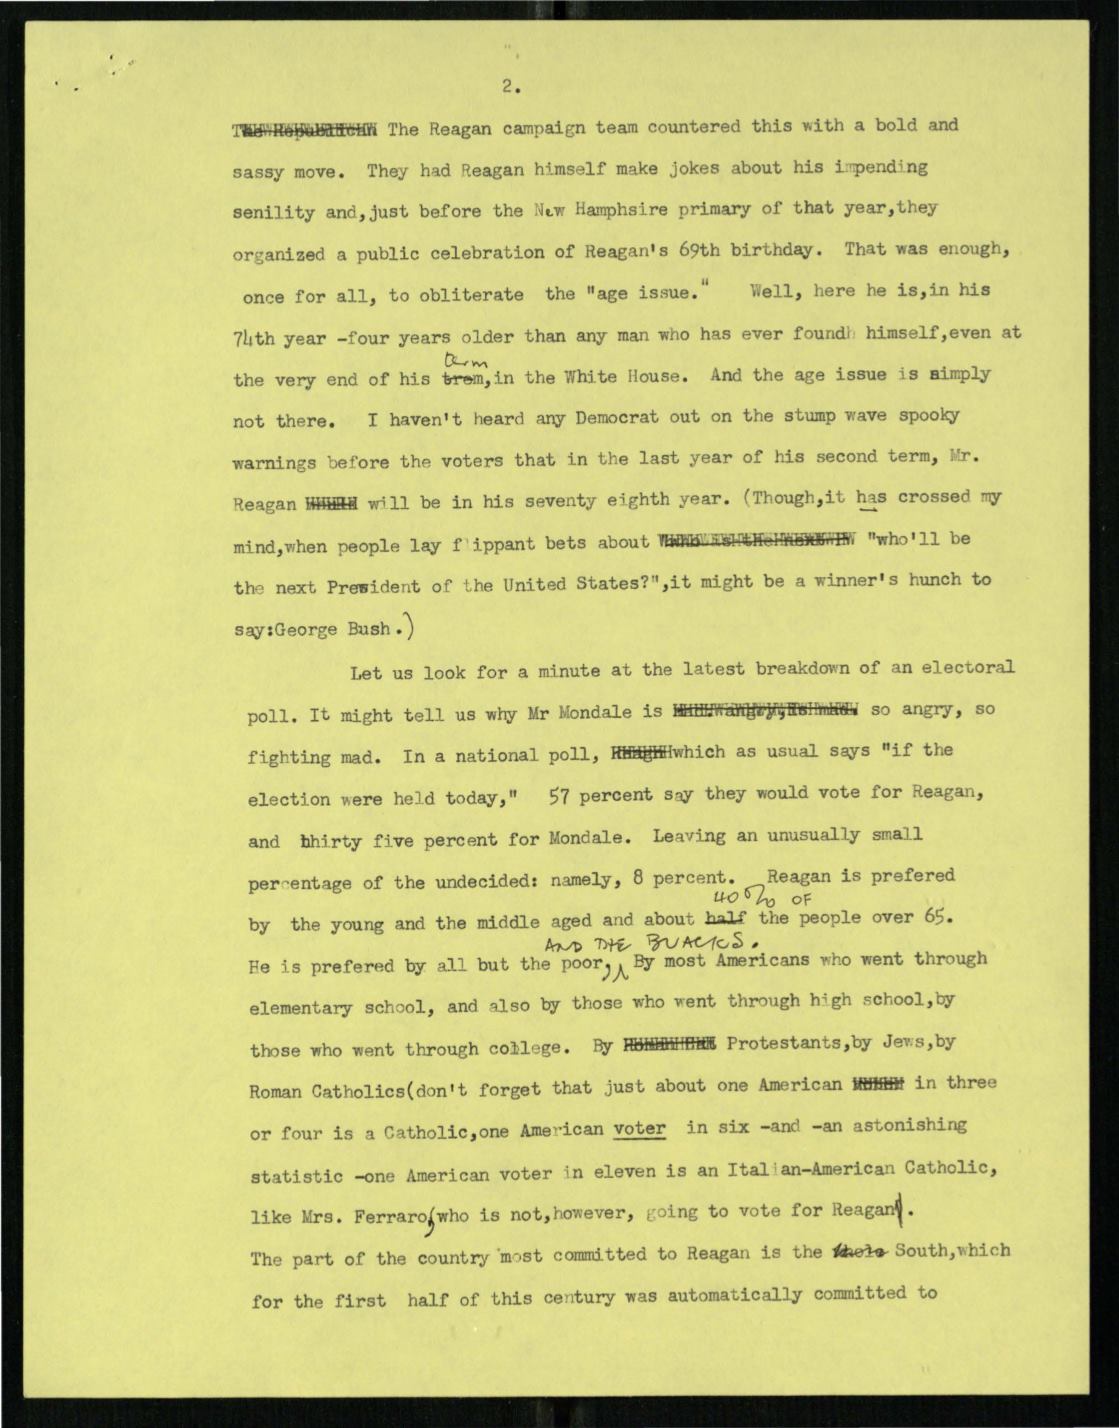 2.
The Republican The Reagan campaign team countered this with a bold and
sassy move. They had Reagan himself make jokes about his impending
senility and,just before the New Hamphsire primary of that year,they
organized a public celebration of Reagan's 69th birthday. That was enough,
once for all, to obliterate the "age issue." Well, here he is,in his
74th year -four years older than any man who has ever foundh himself,even at
term
the very end of his trem,in the White House. And the age issue is simply
not there. I haven't heard any Democrat out on the stump wave spooky
warnings before the voters that in the last year of his second term, Mr.
Reagan will be in his seventy eighth year. (Though,it has crossed my
mind,when people lay flippant bets about "who'll be
the next President of the United States?",it might be a winner's hunch to
say:George Bush.)
Let us look for a minute at the latest breakdown of an electoral
poll. It might tell us why Mr Mondale is so angry, so
fighting mad. In a national poll, which as usual says "if the
election were held today," 57 percent say they would vote for Reagan,
and thirty five percent for Mondale. Leaving an unusually small
percentage of the undecided: namely, 8 percent. Reagan is prefered
40% OF
by the young and the middle aged and about half the people over 65.
AND THE BLACKS.
He is prefered by all but the poor, By most Americans who went through
elementary school, and also by those who went through high school,by
those who went through college. By Protestants,by Jews,by
Roman Catholics(don't forget that just about one American in three
or four is a Catholic,one American voter in six -and -an astonishing
statistic -one American voter in eleven is an Italian-American Catholic,
like Mrs. Ferraro,who is not,however, going to vote for Reagan).
The part of the country most committed to Reagan is the South,which
for the first half of this century was automatically committed to